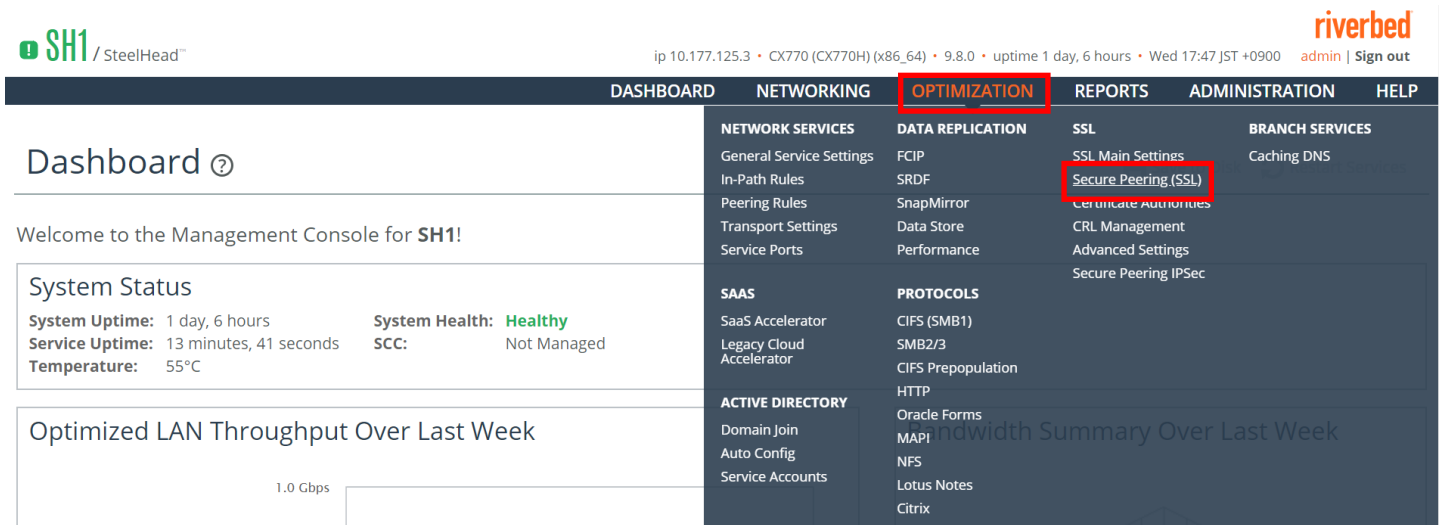 riverbed
! SH1 / SteelHead™
ip 10.177.125.3 • CX770 (CX770H) (x86_64) • 9.8.0 • uptime 1 day, 6 hours • Wed 17:47 JST +0900 admin | Sign out
DASHBOARD NETWORKING OPTIMIZATION REPORTS ADMINISTRATION HELP
Dashboard ?
Welcome to the Management Console for SH1!
System Status
System Uptime: 1 day, 6 hours System Health: Healthy
Service Uptime: 13 minutes, 41 seconds SCC: Not Managed
Temperature: 55°C
Optimized LAN Throughput Over Last Week
1.0 Gbps
NETWORK SERVICES
General Service Settings
In-Path Rules
Peering Rules
Transport Settings
Service Ports
SAAS
SaaS Accelerator
Legacy Cloud
Accelerator
ACTIVE DIRECTORY
Domain Join
Auto Config
Service Accounts
DATA REPLICATION
FCIP
SRDF
SnapMirror
Data Store
Performance
PROTOCOLS
CIFS (SMB1)
SMB2/3
CIFS Prepopulation
HTTP
Oracle Forms
MAPI
NFS
Lotus Notes
Citrix
SSL
SSL Main Settings
Secure Peering (SSL)
Certificate Authorities
CRL Management
Advanced Settings
Secure Peering IPSec
BRANCH SERVICES
Caching DNS
Bandwidth Summary Over Last Week